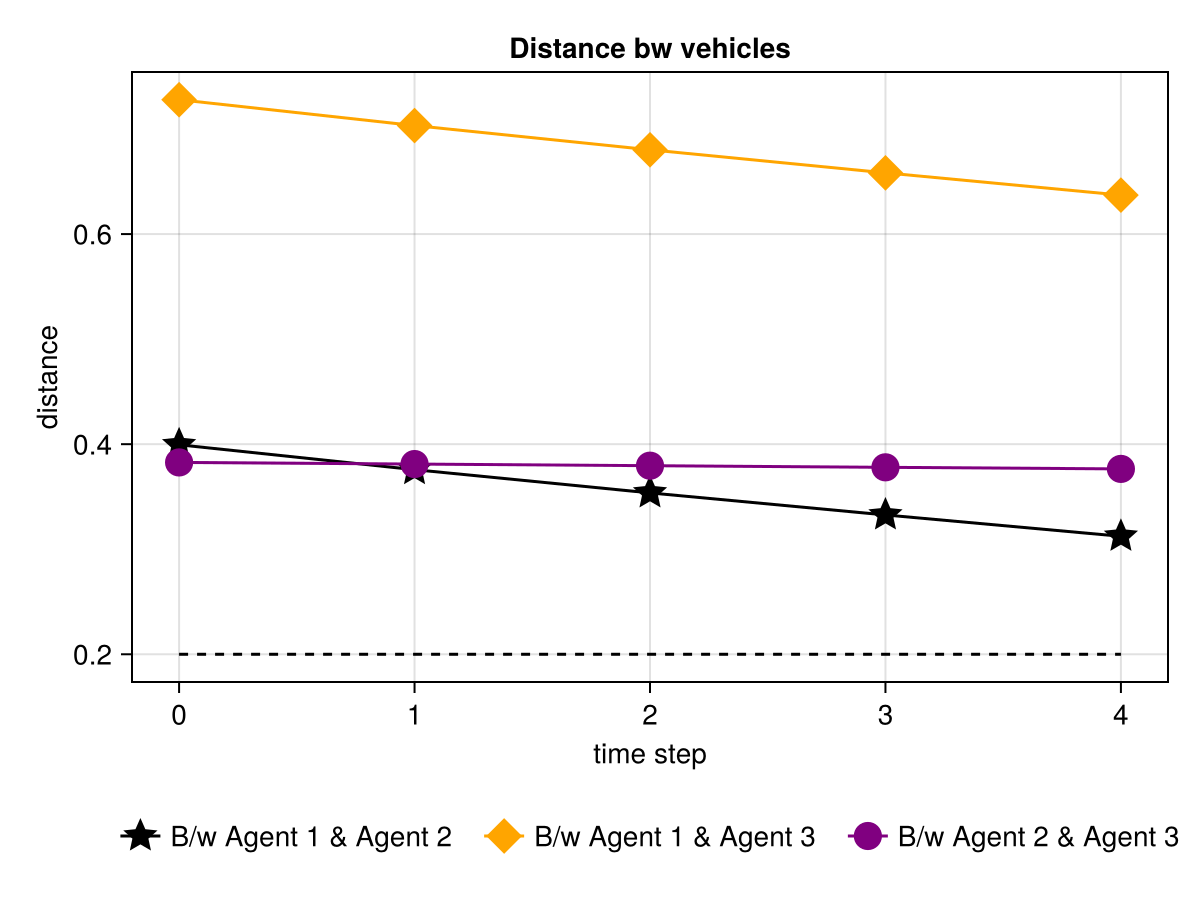 Distance bw vehicles
distance
0.6
0.4
0.2
0 1 2 3 4
time step
B/w Agent 1 & Agent 2 B/w Agent 1 & Agent 3 B/w Agent 2 & Agent 3